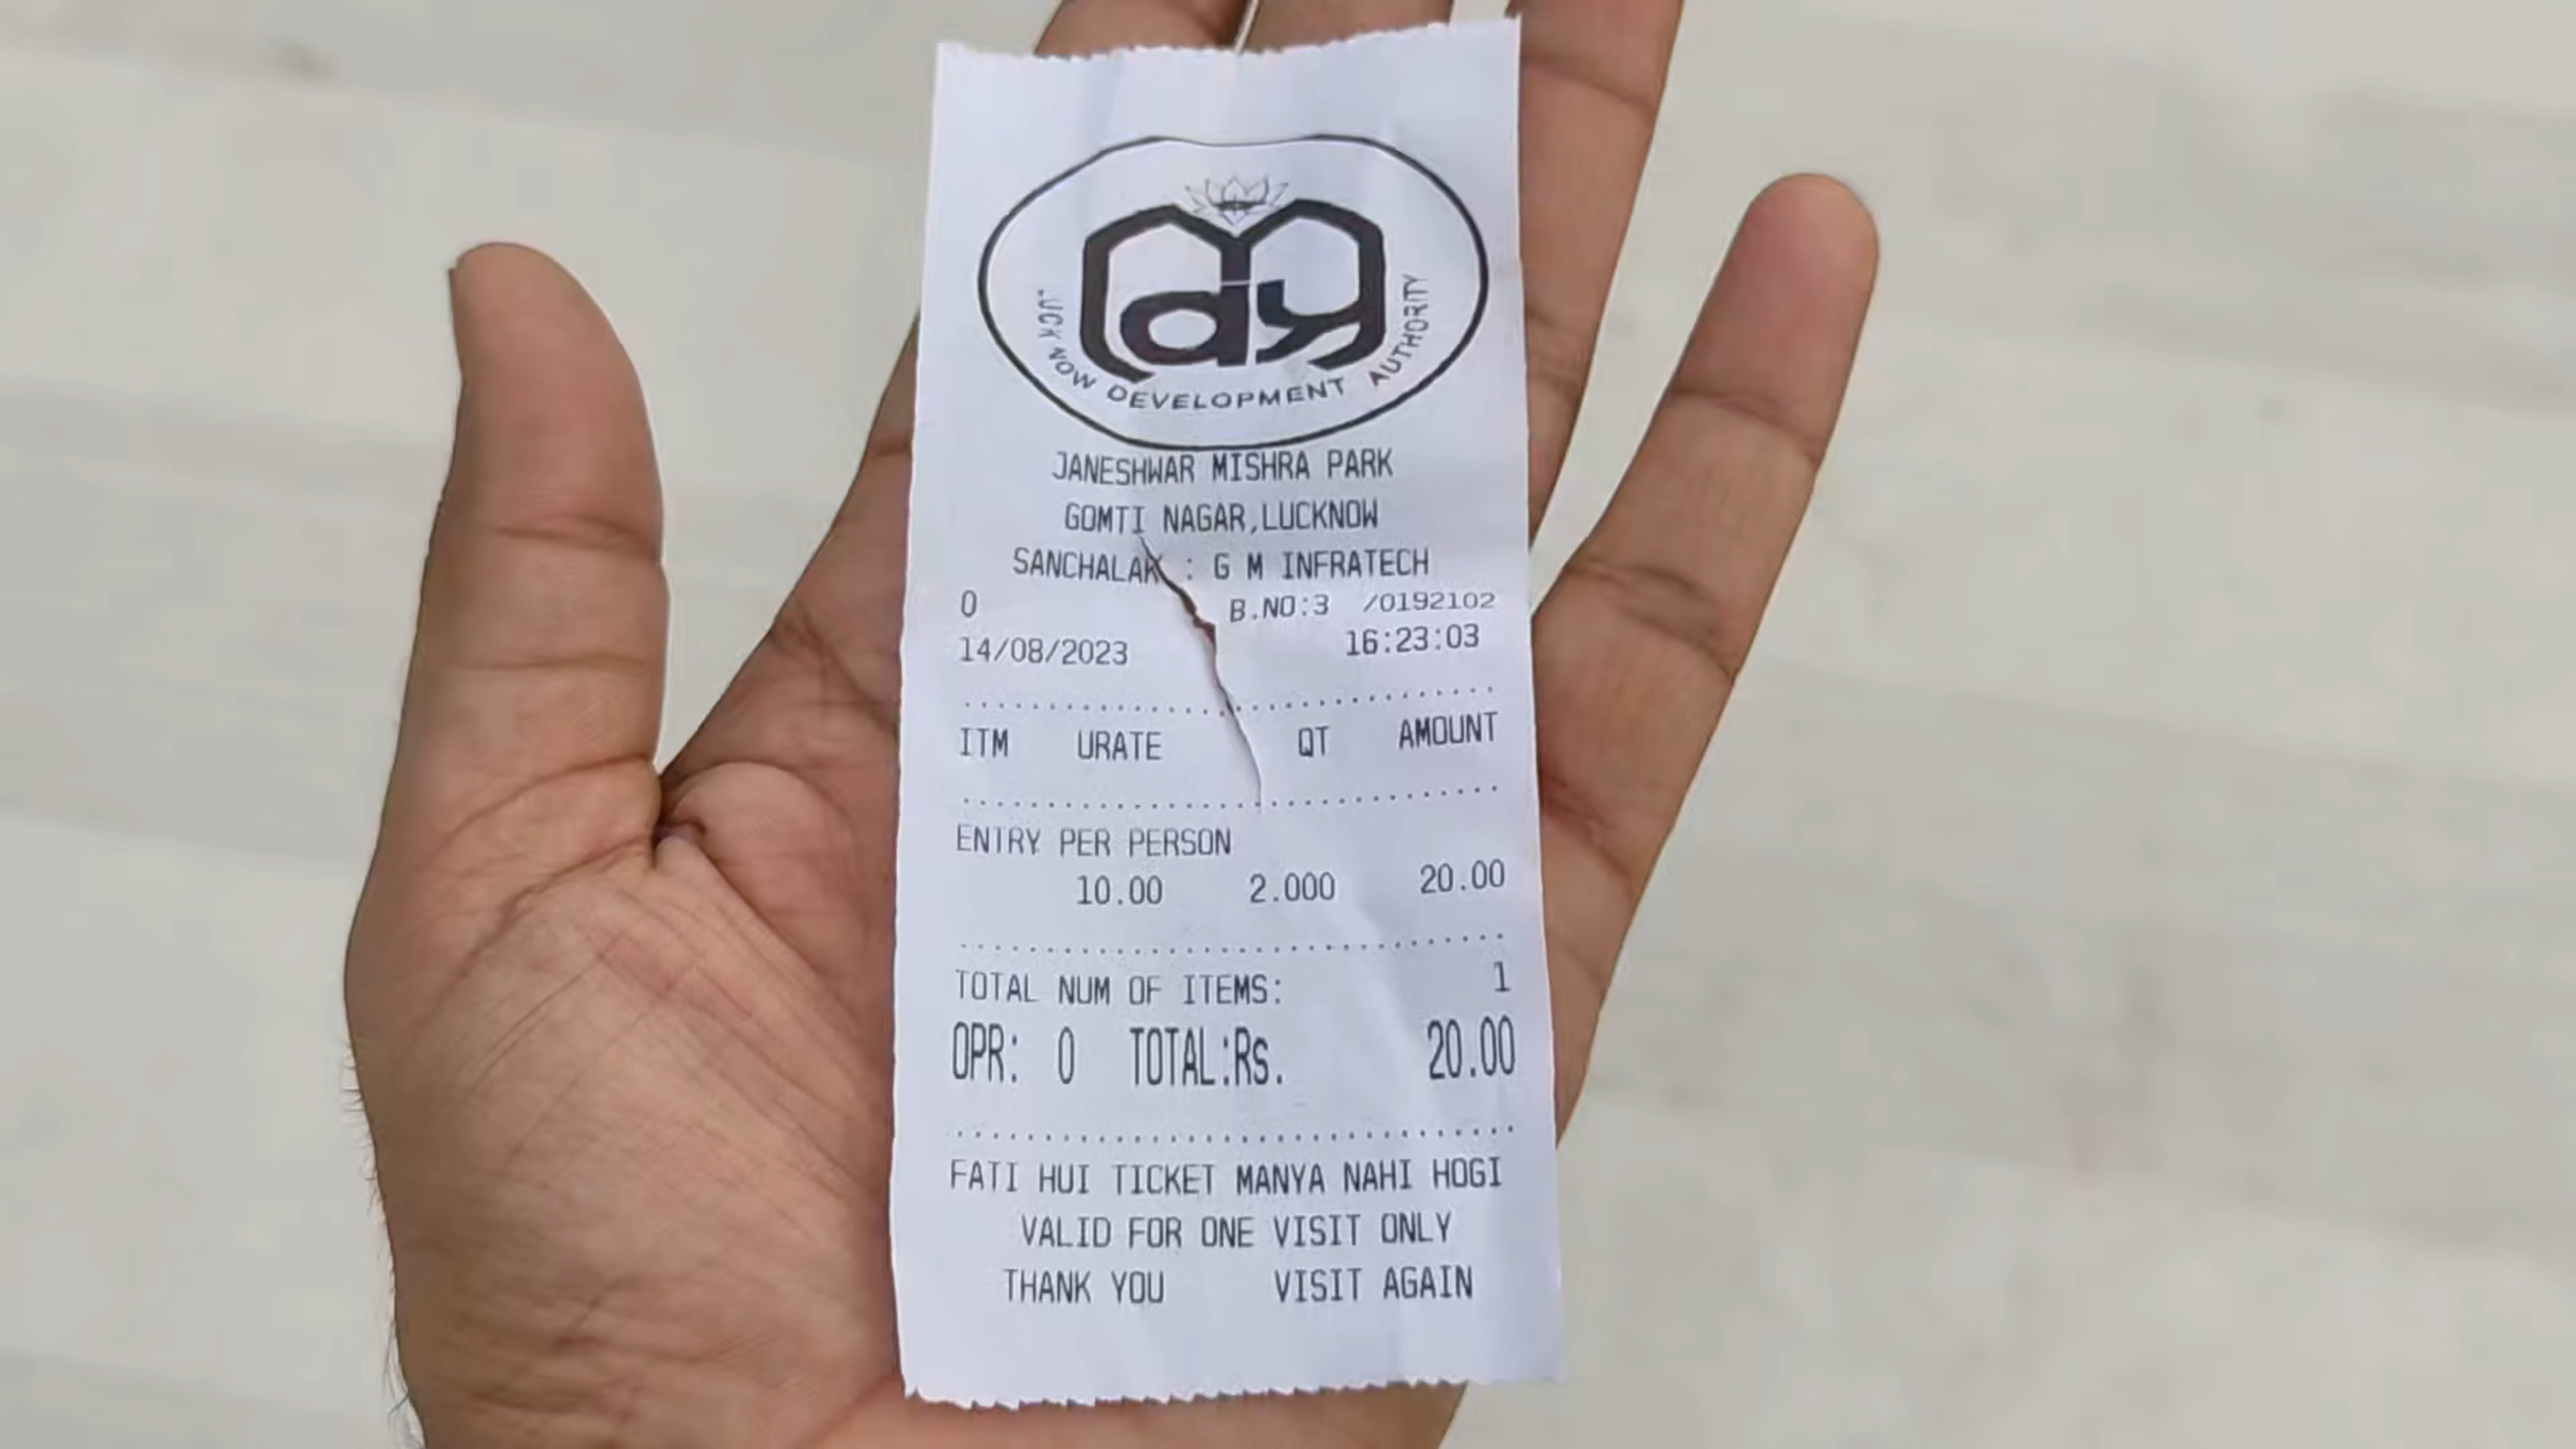 LUCKNOW DEVELOPMENT AUTHORITY
JANESHWAR MISHRA PARK
GOMTI NAGAR,LUCKNOW
SANCHALAK : G M INFRATECH
0 B.NO:3 /0192102
14/08/2023 16:23:03
ITM URATE QT AMOUNT
ENTRY PER PERSON
10.00 2.000 20.00
TOTAL NUM OF ITEMS: 1
OPR: 0 TOTAL:Rs. 20.00
FATI HUI TICKET MANYA NAHI HOGI
VALID FOR ONE VISIT ONLY
THANK YOU VISIT AGAIN